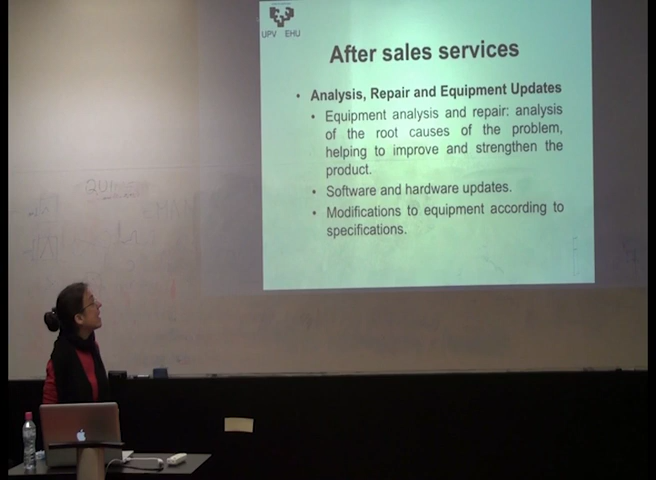 UPV EHU
After sales services
• Analysis, Repair and Equipment Updates
• Equipment analysis and repair: analysis
of the root causes of the problem,
helping to improve and strengthen the
product.
• Software and hardware updates.
• Modifications to equipment according to
specifications.